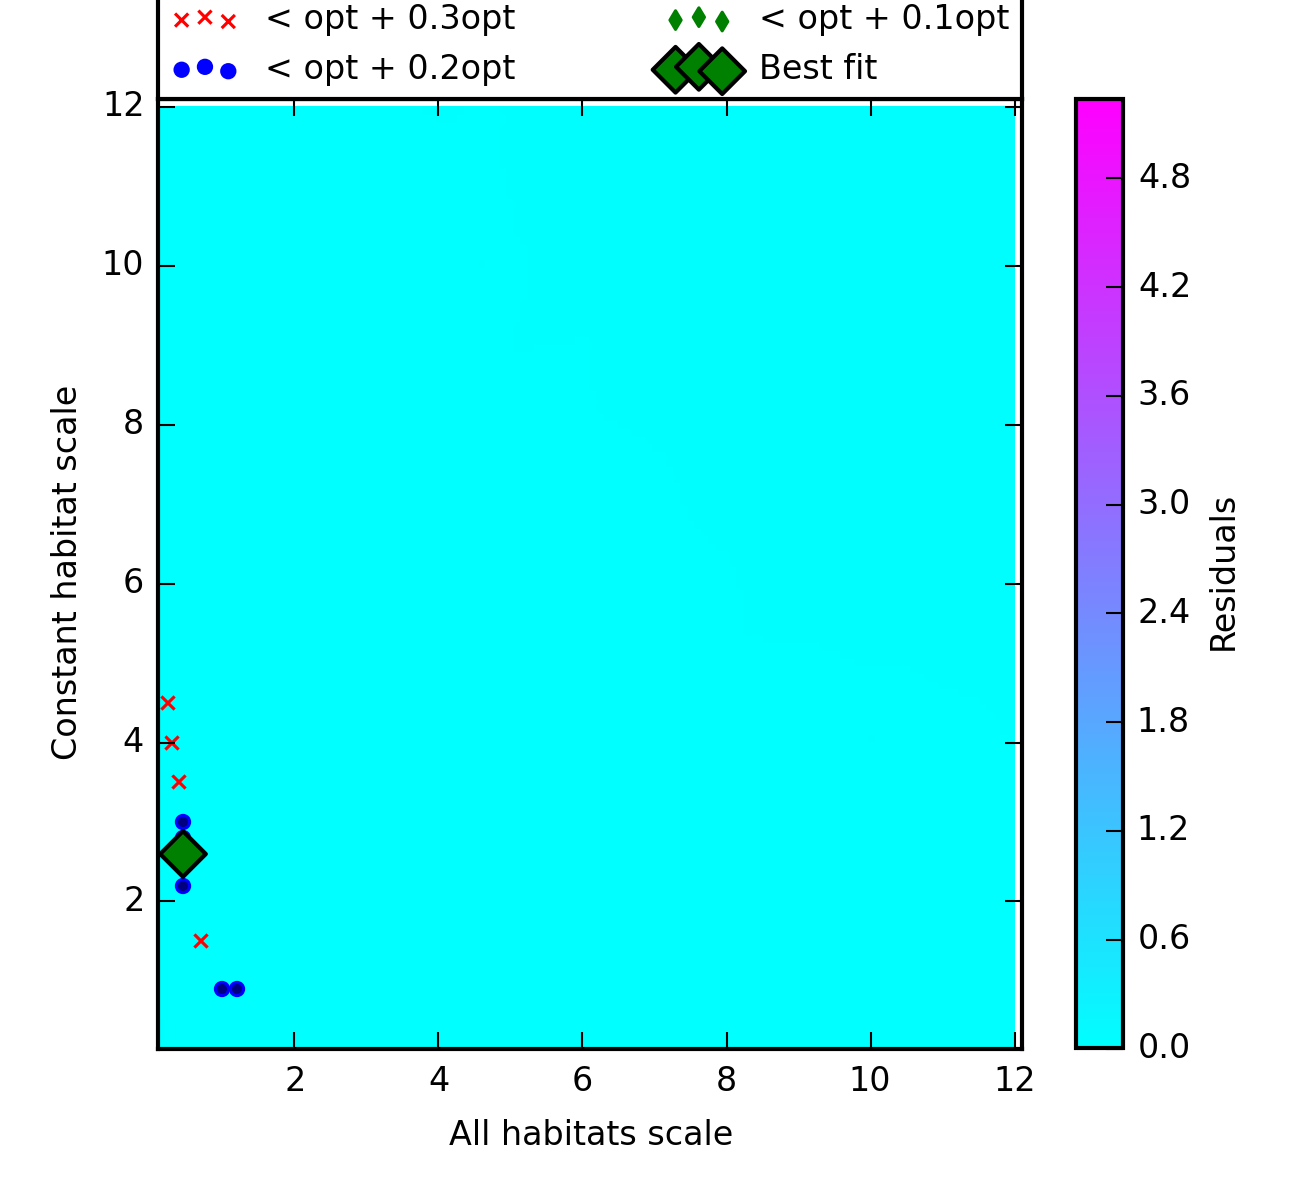 < opt + 0.3opt
< opt + 0.1opt
< opt + 0.2opt
Best fit
12
10
8
6
4
2
Constant habitat scale
2 4 6 8 10 12
All habitats scale
4.8
4.2
3.6
3.0
2.4
1.8
1.2
0.6
0.0
Residuals